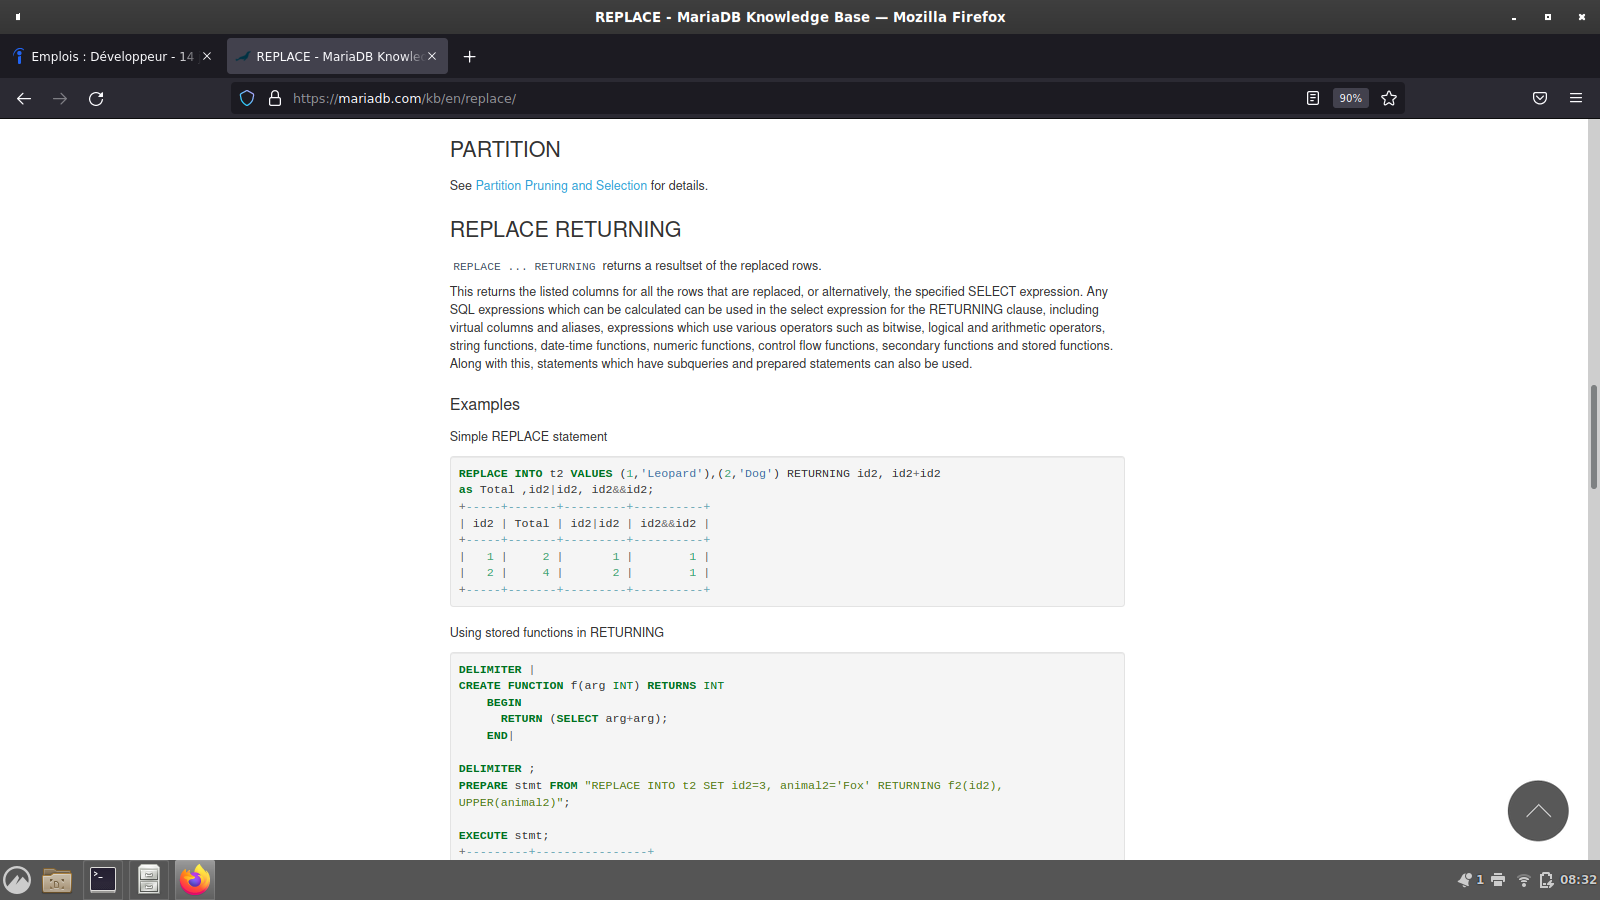 REPLACE - MariaDB Knowledge Base — Mozilla Firefox
Emplois : Développeur - 14
REPLACE - MariaDB Knowle
https://mariadb.com/kb/en/replace/
90%
PARTITION
See Partition Pruning and Selection for details.
REPLACE RETURNING
REPLACE ... RETURNING returns a resultset of the replaced rows.
This returns the listed columns for all the rows that are replaced, or alternatively, the specified SELECT expression. Any
SQL expressions which can be calculated can be used in the select expression for the RETURNING clause, including
virtual columns and aliases, expressions which use various operators such as bitwise, logical and arithmetic operators,
string functions, date-time functions, numeric functions, control flow functions, secondary functions and stored functions.
Along with this, statements which have subqueries and prepared statements can also be used.
Examples
Simple REPLACE statement
REPLACE INTO t2 VALUES (1,'Leopard'),(2,'Dog') RETURNING id2, id2+id2
as Total ,id2|id2, id2&&id2;
+-----+-------+---------+----------+
| id2 | Total | id2|id2 | id2&&id2 |
+-----+-------+---------+----------+
|   1 |     2 |       1 |        1 |
|   2 |     4 |       2 |        1 |
+-----+-------+---------+----------+
Using stored functions in RETURNING
DELIMITER |
CREATE FUNCTION f(arg INT) RETURNS INT
    BEGIN
      RETURN (SELECT arg+arg);
    END|
DELIMITER ;
PREPARE stmt FROM "REPLACE INTO t2 SET id2=3, animal2='Fox' RETURNING f2(id2),
UPPER(animal2)";
EXECUTE stmt;
+---------+----------------+
1
08:32